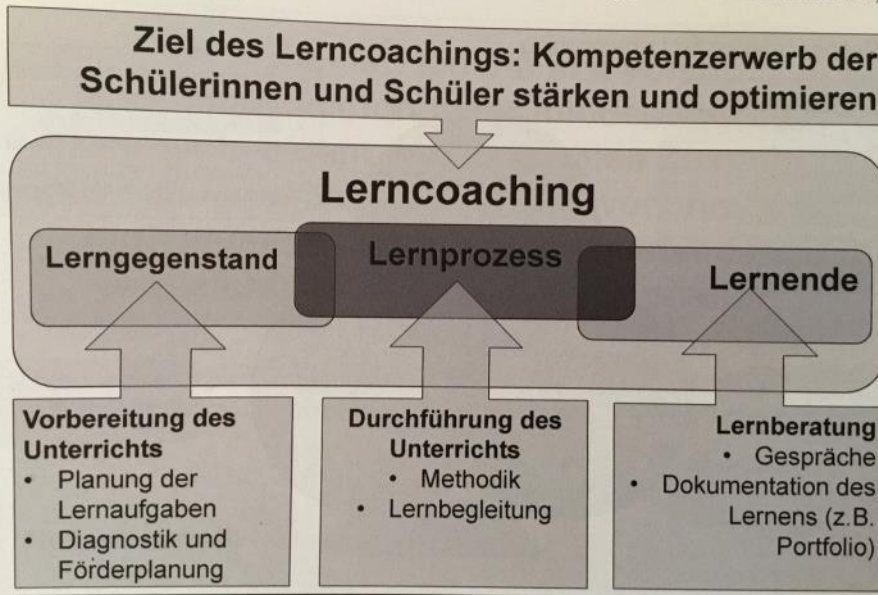 Ziel des Lerncoachings: Kompetenzerwerb der
Schülerinnen und Schüler stärken und optimieren
Lerncoaching
Lerngegenstand
Lernprozess
Lernende
Vorbereitung des
Unterrichts
• Planung der
Lernaufgaben
• Diagnostik und
Förderplanung
Durchführung des
Unterrichts
• Methodik
• Lernbegleitung
Lernberatung
• Gespräche
• Dokumentation des
Lernens (z.B.
Portfolio)